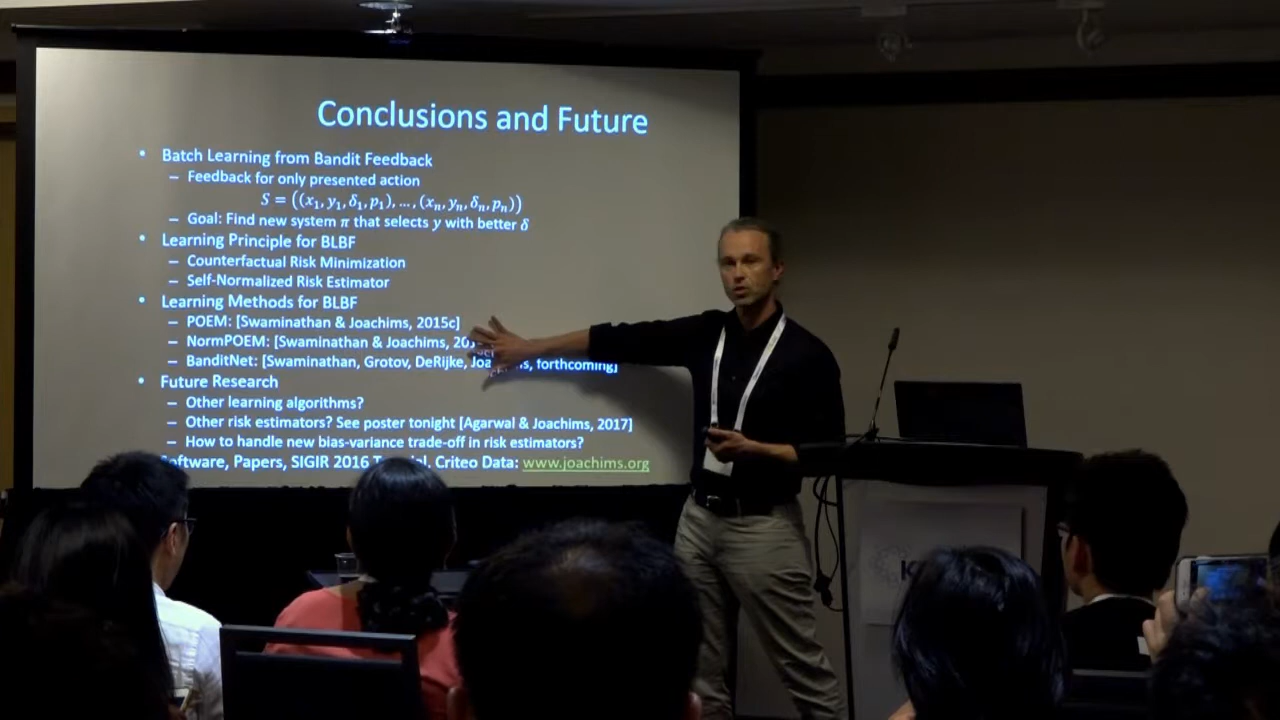 Conclusions and Future
• Batch Learning from Bandit Feedback
– Feedback for only presented action
S = ((x₁, y₁, δ₁, p₁), … , (xₙ, yₙ, δₙ, pₙ))
– Goal: Find new system π that selects y with better δ
• Learning Principle for BLBF
– Counterfactual Risk Minimization
– Self-Normalized Risk Estimator
• Learning Methods for BLBF
– POEM: [Swaminathan & Joachims, 2015c]
– NormPOEM: [Swaminathan & Joachims,
– BanditNet: [Swaminathan, Grotov, DeRijke, forthcoming]
• Future Research
– Other learning algorithms?
– Other risk estimators? See poster tonight [Agarwal & Joachims, 2017]
– How to handle new bias-variance trade-off in risk estimators?
Software, Papers, SIGIR 2016 Criteo Data: www.joachims.org